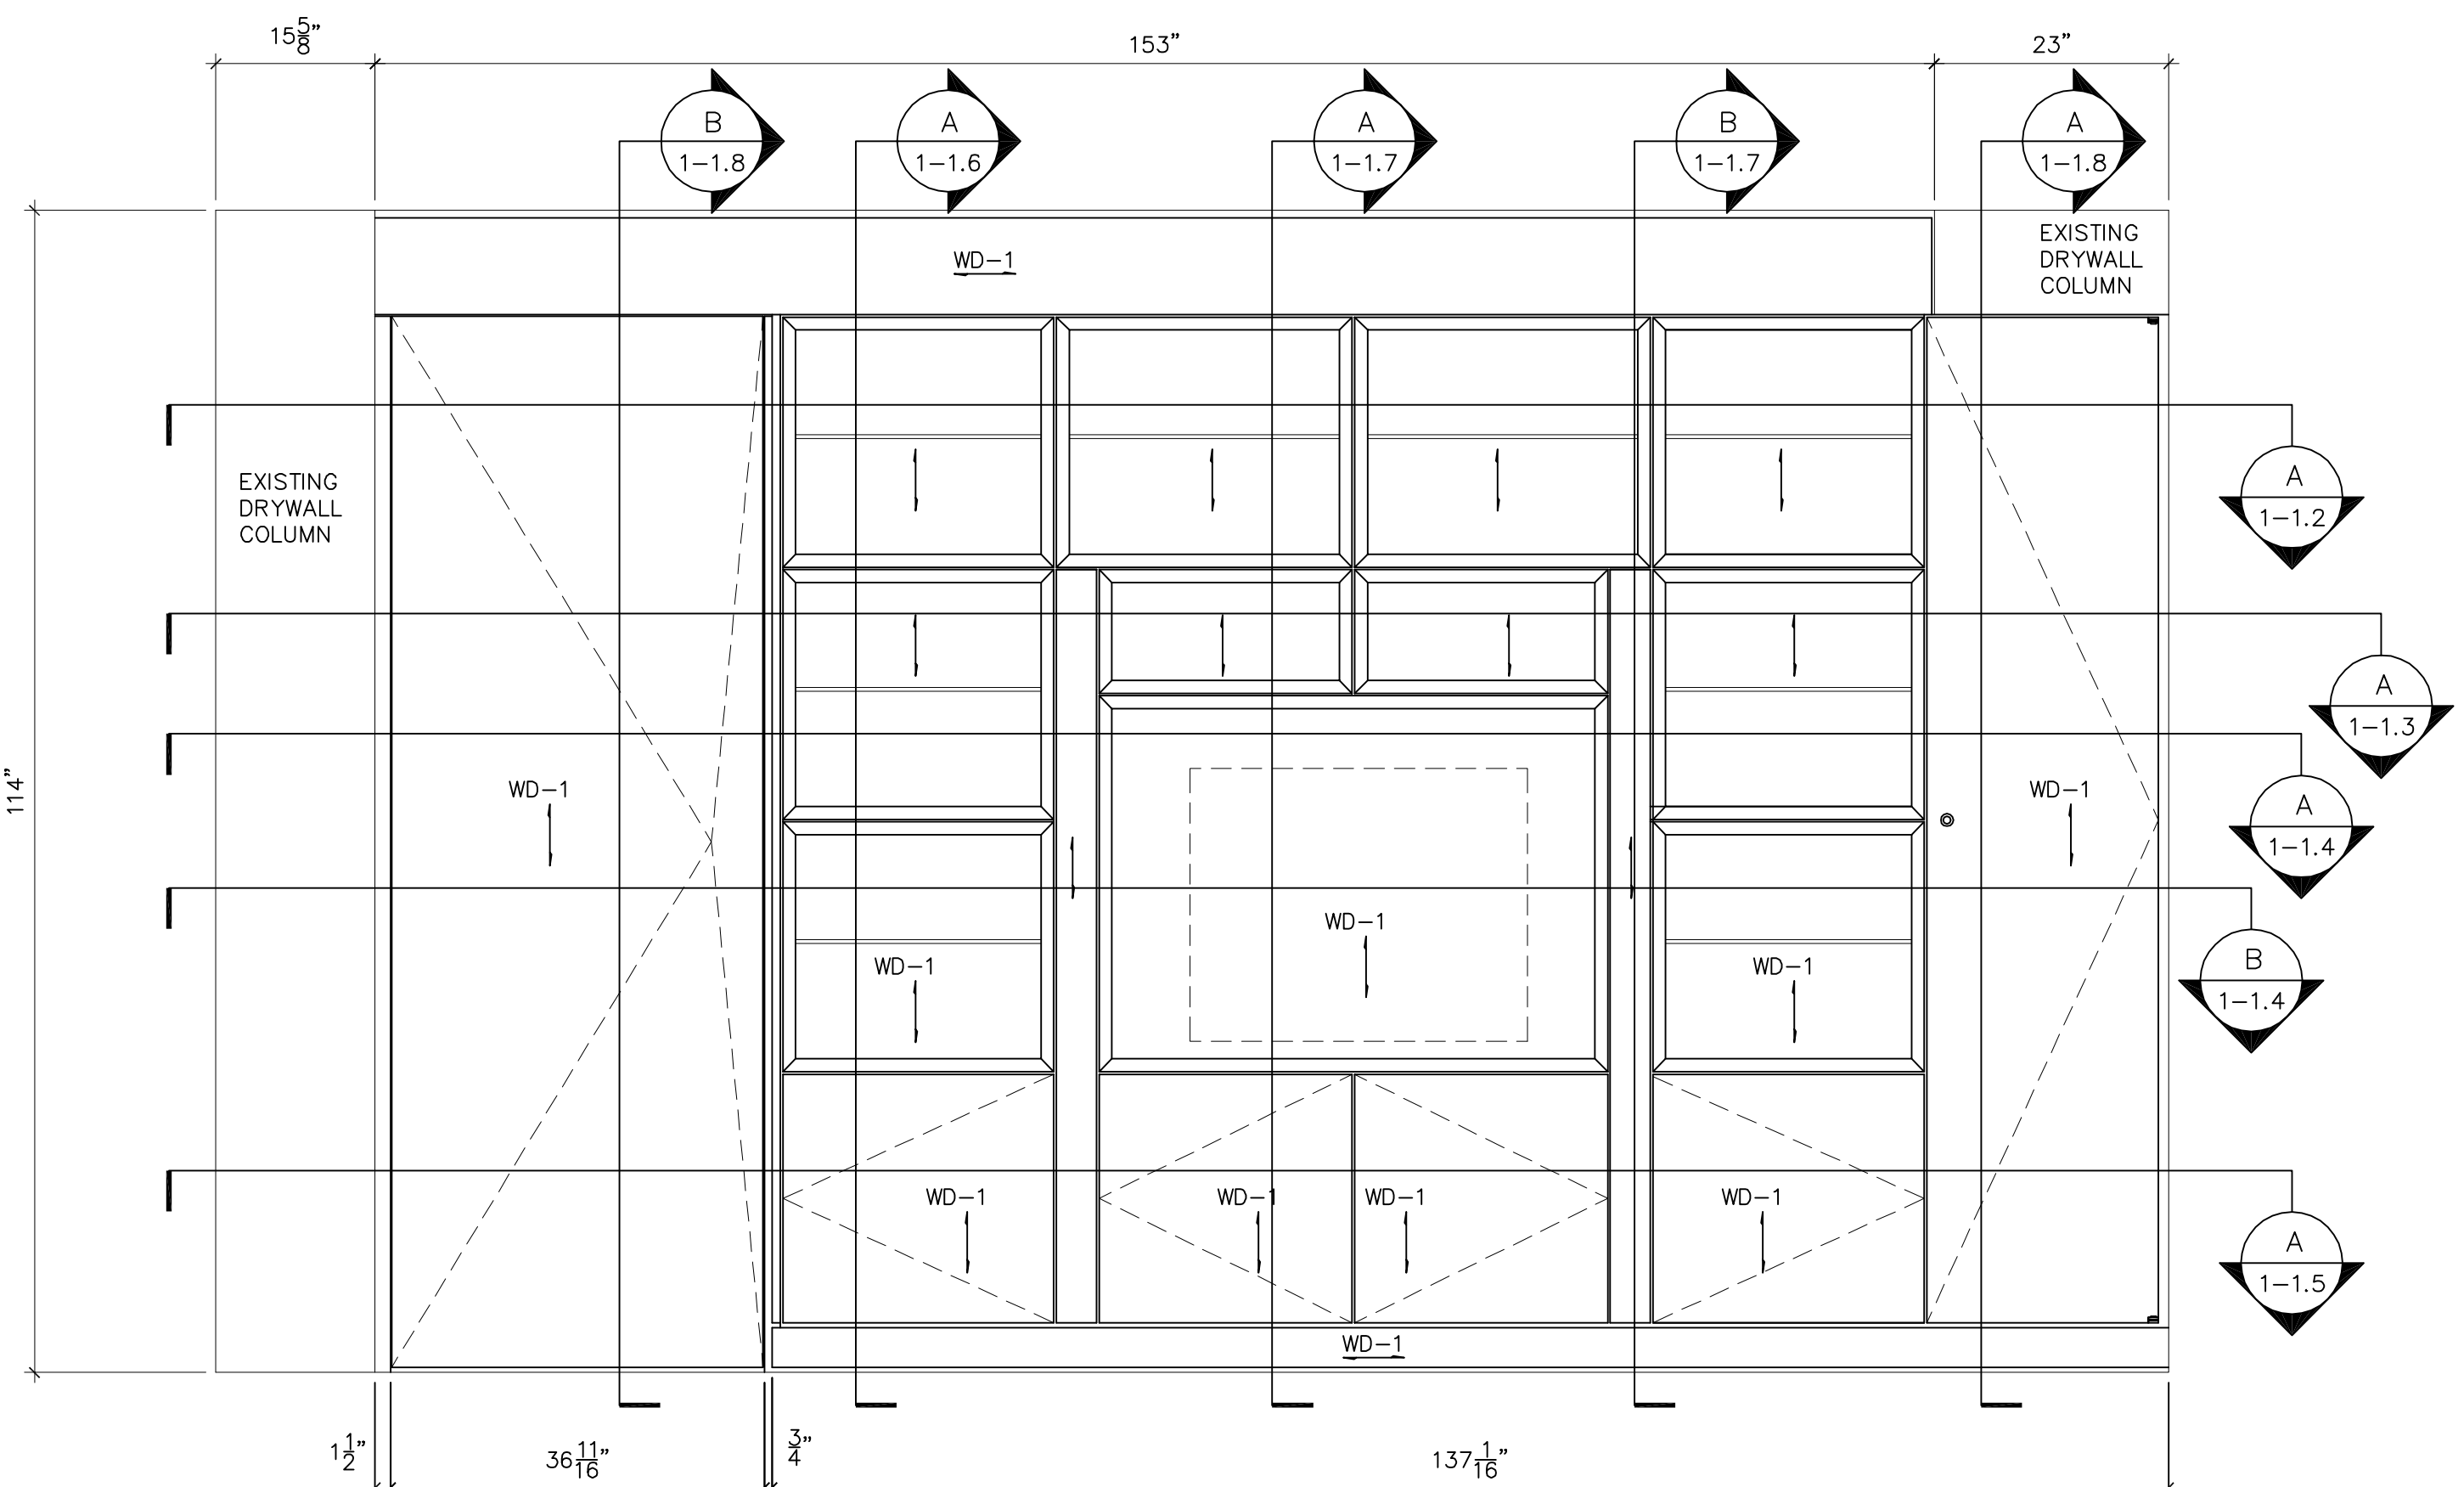 15 5/8"
153"
23"
B
1-1.8
A
1-1.6
A
1-1.7
B
1-1.7
A
1-1.8
WD-1
EXISTING
DRYWALL
COLUMN
EXISTING
DRYWALL
COLUMN
A
1-1.2
A
1-1.3
114"
WD-1
WD-1
A
1-1.4
WD-1
WD-1
WD-1
B
1-1.4
WD-1
WD-1
WD-1
WD-1
A
1-1.5
WD-1
1 1/2"
36 11/16"
3/4"
137 1/16"